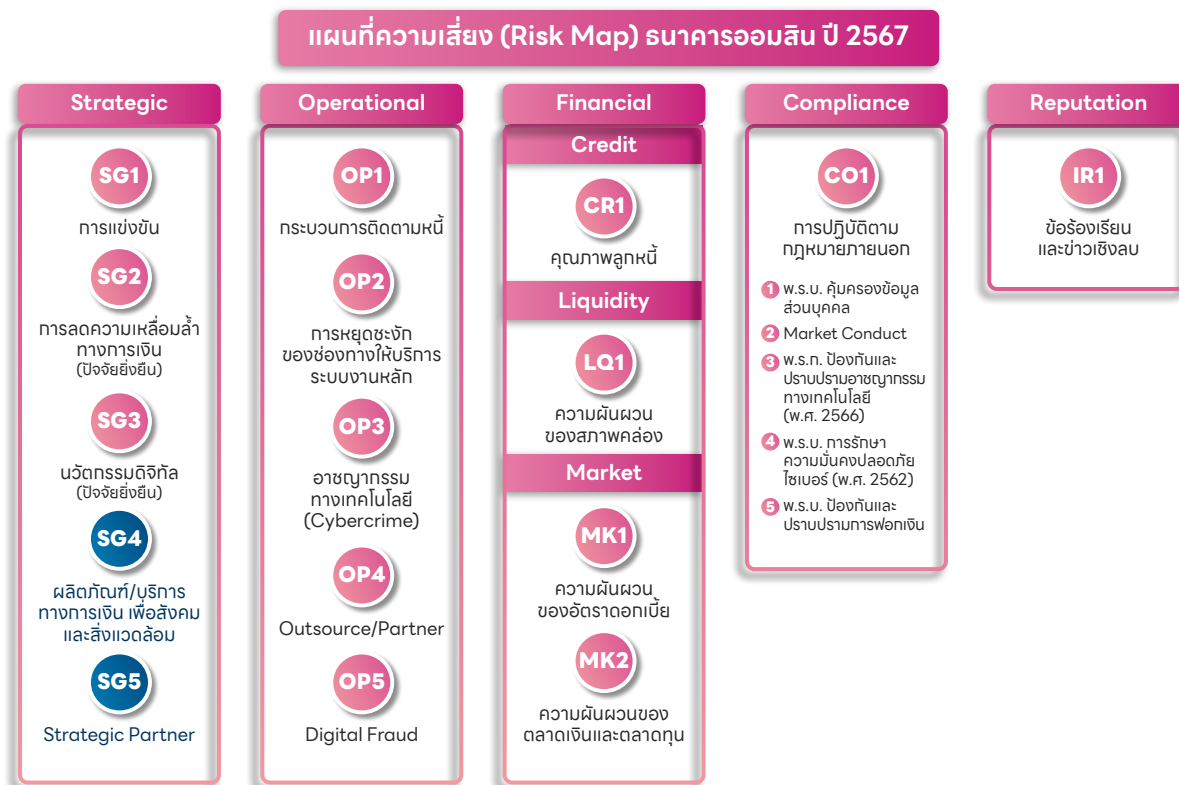 แผนที่ความเสี่ยง (Risk Map) ธนาคารออมสิน ปี 2567
Strategic
SG1
การแข่งขัน
SG2
การลดความเหลื่อมล้ำ
ทางการเงิน
(ปัจจัยยั่งยืน)
SG3
นวัตกรรมดิจิทัล
(ปัจจัยยั่งยืน)
SG4
ผลิตภัณฑ์/บริการ
ทางการเงิน เพื่อสังคม
และสิ่งแวดล้อม
SG5
Strategic Partner
Operational
OP1
กระบวนการติดตามหนี้
OP2
การหยุดชะงัก
ของช่องทางให้บริการ
ระบบงานหลัก
OP3
อาชญากรรม
ทางเทคโนโลยี
(Cybercrime)
OP4
Outsource/Partner
OP5
Digital Fraud
Financial
Credit
CR1
คุณภาพลูกหนี้
Liquidity
LQ1
ความผันผวน
ของสภาพคล่อง
Market
MK1
ความผันผวน
ของอัตราดอกเบี้ย
MK2
ความผันผวนของ
ตลาดเงินและตลาดทุน
Compliance
CO1
การปฏิบัติตาม
กฎหมายภายนอก
1 พ.ร.บ. คุ้มครองข้อมูล
ส่วนบุคคล
2 Market Conduct
3 พ.ร.ก. ป้องกันและ
ปราบปรามอาชญากรรม
ทางเทคโนโลยี
(พ.ศ. 2566)
4 พ.ร.บ. การรักษา
ความมั่นคงปลอดภัย
ไซเบอร์ (พ.ศ. 2562)
5 พ.ร.บ. ป้องกันและ
ปราบปรามการฟอกเงิน
Reputation
IR1
ข้อร้องเรียน
และข่าวเชิงลบ